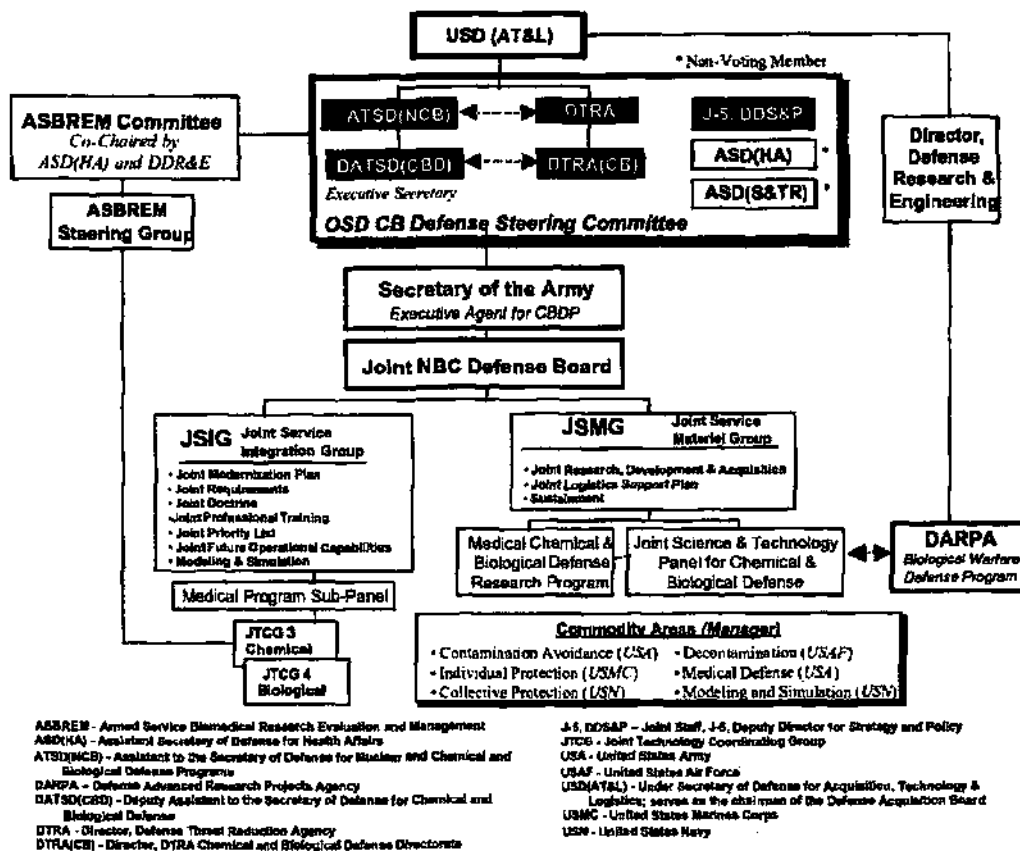 USD (AT&L)
* Non-Voting Member
ASBREM Committee
Co-Chaired by
ASD(HA) and DDR&E
ASBREM
Steering Group
ATSD(NCB)
DTRA
J-5, DDS&P
DATSD(CBD)
DTRA(CB)
ASD(HA) *
Executive Secretary
ASD(S&TR) *
OSD CB Defense Steering Committee
Director,
Defense
Research &
Engineering
Secretary of the Army
Executive Agent for CBDP
Joint NBC Defense Board
JSIG Joint Service
Integration Group
• Joint Modernization Plan
• Joint Requirements
• Joint Doctrine
• Joint Professional Training
• Joint Priority List
• Joint Future Operational Capabilities
• Modeling & Simulation
JSMG Joint Service
Materiel Group
• Joint Research, Development & Acquisition
• Joint Logistics Support Plan
• Sustainment
Medical Program Sub-Panel
JTCG 3
Chemical
JTCG 4
Biological
Medical Chemical &
Biological Defense
Research Program
Joint Science & Technology
Panel for Chemical &
Biological Defense
DARPA
Biological Warfare
Defense Program
Commodity Areas (Manager)
• Contamination Avoidance (USA)
• Individual Protection (USMC)
• Collective Protection (USN)
• Decontamination (USAF)
• Medical Defense (USA)
• Modeling and Simulation (USN)
ASBREM - Armed Service Biomedical Research Evaluation and Management
ASD(HA) - Assistant Secretary of Defense for Health Affairs
ATSD(NCB) - Assistant to the Secretary of Defense for Nuclear and Chemical and
Biological Defense Programs
DARPA – Defense Advanced Research Projects Agency
DATSD(CBD) - Deputy Assistant to the Secretary of Defense for Chemical and
Biological Defense
DTRA - Director, Defense Threat Reduction Agency
DTRA(CB) - Director, DTRA Chemical and Biological Defense Directorate
J-5, DDS&P – Joint Staff, J-5, Deputy Director for Strategy and Policy
JTCG - Joint Technology Coordinating Group
USA - United States Army
USAF - United States Air Force
USD(AT&L) - Under Secretary of Defense for Acquisition, Technology &
Logistics; serves as the chairman of the Defense Acquisition Board
USMC - United States Marines Corps
USN - United States Navy